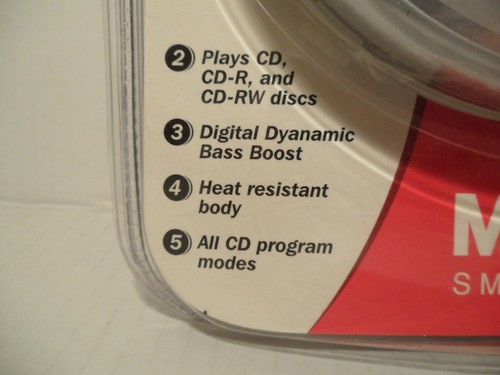 2 Plays CD,
CD-R, and
CD-RW discs
3 Digital Dyanamic
Bass Boost
4 Heat resistant
body
5 All CD program
modes